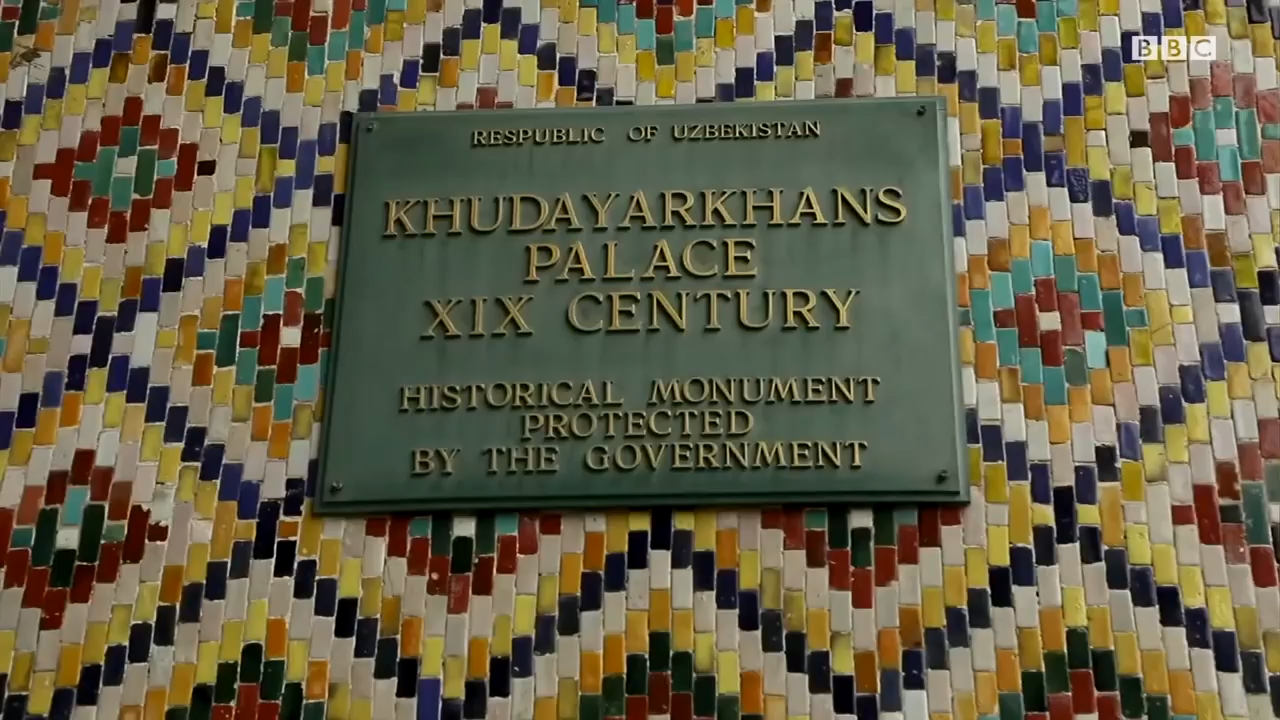 BBC
RESPUBLIC OF UZBEKISTAN
KHUDAYARKHANS
PALACE
XIX CENTURY
HISTORICAL MONUMENT
PROTECTED
BY THE GOVERNMENT